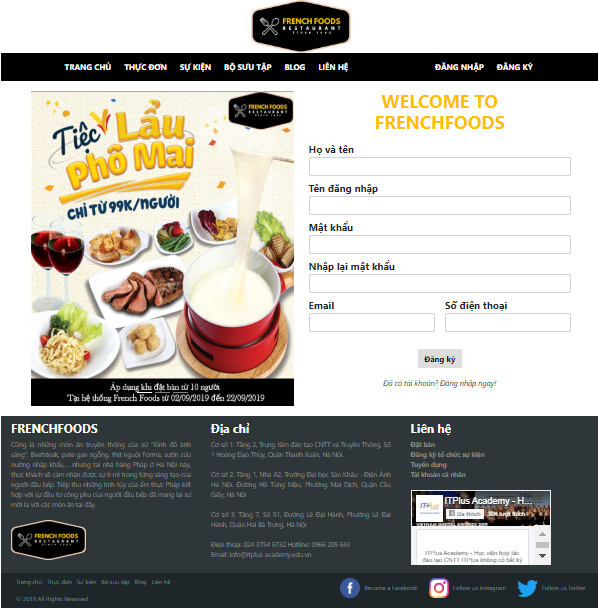 FRENCH FOODS
RESTAURANT
SINCE 1992
TRANG CHỦ THỰC ĐƠN SỰ KIỆN BỘ SƯU TẬP BLOG LIÊN HỆ ĐĂNG NHẬP ĐĂNG KÝ
FRENCH FOODS
RESTAURANT
Tiệc Lẩu
phô Mai
CHỈ TỪ 99K/NGƯỜI
Áp dụng khi đặt bàn từ 10 người
Tại hệ thống French Foods từ 02/09/2019 đến 22/09/2019
WELCOME TO
FRENCHFOODS
Họ và tên
Tên đăng nhập
Mật khẩu
Nhập lại mật khẩu
Email Số điện thoại
Đăng ký
Đã có tài khoản? Đăng nhập ngay!
FRENCHFOODS
Cũng là những món ăn truyền thống của xứ "Kinh đô ánh
sáng": Beefsteak, pate gan ngỗng, thịt nguội Forma, sườn cừu
nướng nhập khẩu,... nhưng tại nhà hàng Pháp ở Hà Nội này,
thực khách sẽ cảm nhận được sự tỉ mỉ trong từng sáng tạo của
người đầu bếp. Tiếp thu những tinh túy của ẩm thực Pháp kết
hợp với sự đầu tư công phu của người đầu bếp đã mang lại sự
mới lạ với các món ăn tại đây.
FRENCH FOODS
RESTAURANT
Địa chỉ
Cơ sở 1: Tầng 2, Trung tâm đào tạo CNTT và Truyền Thông, Số
1 Hoàng Đạo Thúy, Quận Thanh Xuân, Hà Nội.
Cơ sở 2: Tầng 1, Nhà A2, Trường Đại học Sân Khấu - Điện Ảnh
Hà Nội. Đường Hồ Tùng Mậu, Phường Mai Dịch, Quận Cầu
Giấy, Hà Nội
Cơ sở 3: Tầng 7, Số 51, Đường Lê Đại Hành, Phường Lê Đại
Hành, Quận Hai Bà Trưng, Hà Nội
Điện thoại: 024 3754 6732 Hotline: 0966 205 643
Email: info@itplus-academy.edu.vn
Liên hệ
Đặt bàn
Đăng ký tổ chức sự kiện
Tuyển dụng
Tài khoản cá nhân
ITPlus Academy - H...
Đã thích 30K lượt thích
ITPlus Academy - Học viện hợp tác
đào tạo CNTT ITPlus không có bất kỳ
Trang chủ Thực đơn Sự kiện Bộ sưu tập Blog Liên hệ
© 2019 All Rights Reserved
Become a Facebook Follow us Instagram Follow us Twitter